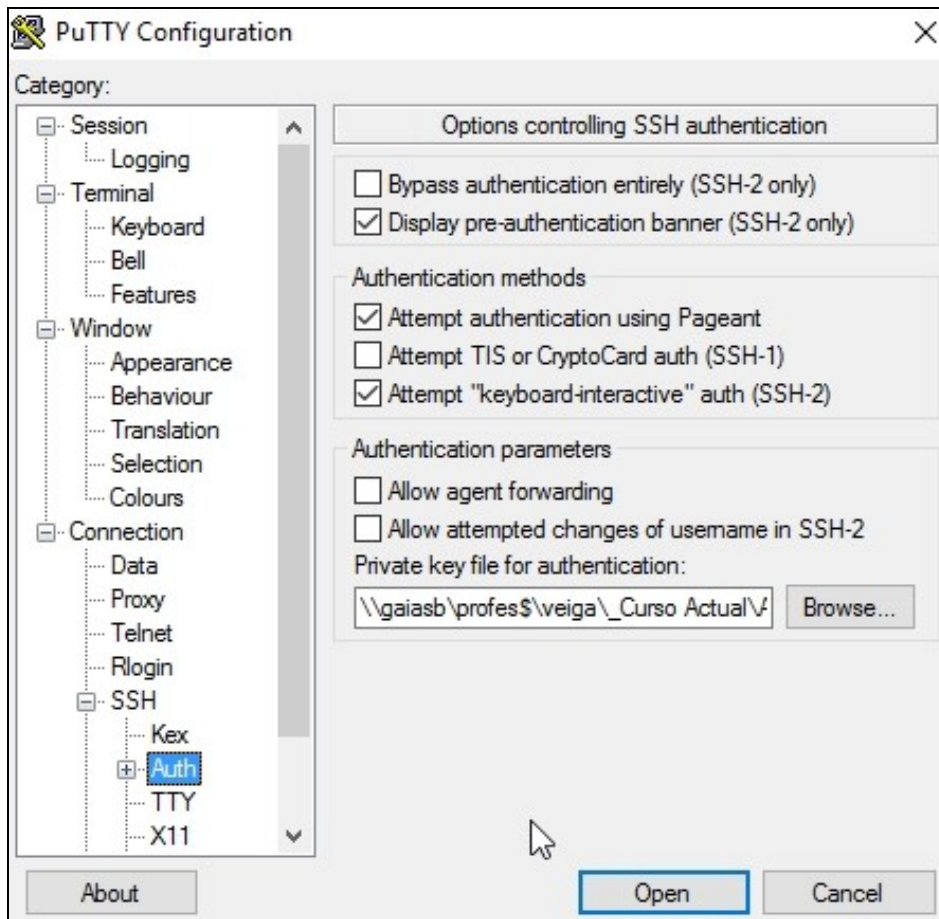 PuTTY Configuration
Category:
Session
Logging
Terminal
Keyboard
Bell
Features
Window
Appearance
Behaviour
Translation
Selection
Colours
Connection
Data
Proxy
Telnet
Rlogin
SSH
Kex
Auth
TTY
X11
Options controlling SSH authentication
Bypass authentication entirely (SSH-2 only)
Display pre-authentication banner (SSH-2 only)
Authentication methods
Attempt authentication using Pageant
Attempt TIS or CryptoCard auth (SSH-1)
Attempt "keyboard-interactive" auth (SSH-2)
Authentication parameters
Allow agent forwarding
Allow attempted changes of username in SSH-2
Private key file for authentication:
\\gaiasb\profes$\veiga\_Curso Actual\A
Browse...
About
Open
Cancel